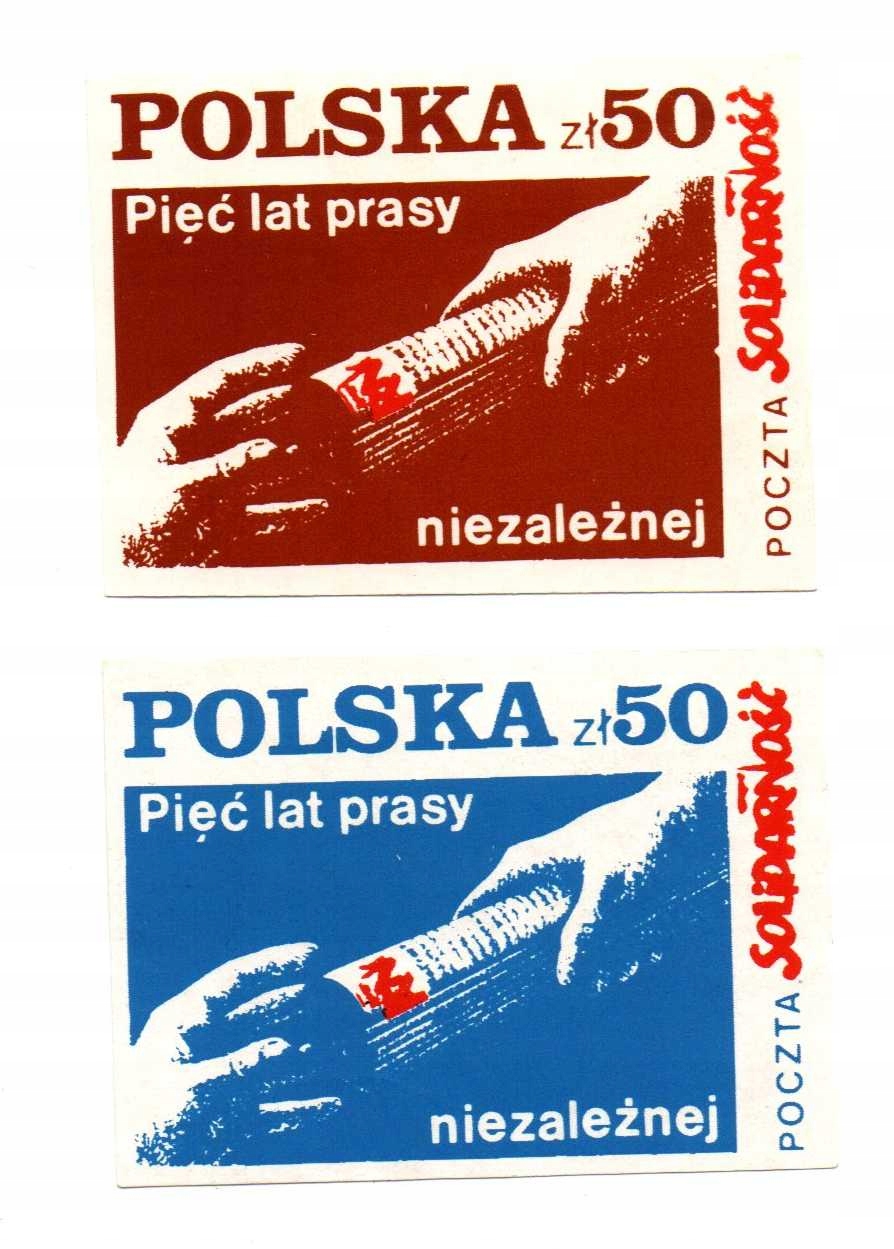 POLSKA zł50
Pięć lat prasy
niezależnej
POCZTA SOLIDARNOŚĆ
POLSKA zł50
Pięć lat prasy
niezależnej
POCZTA SOLIDARNOŚĆ